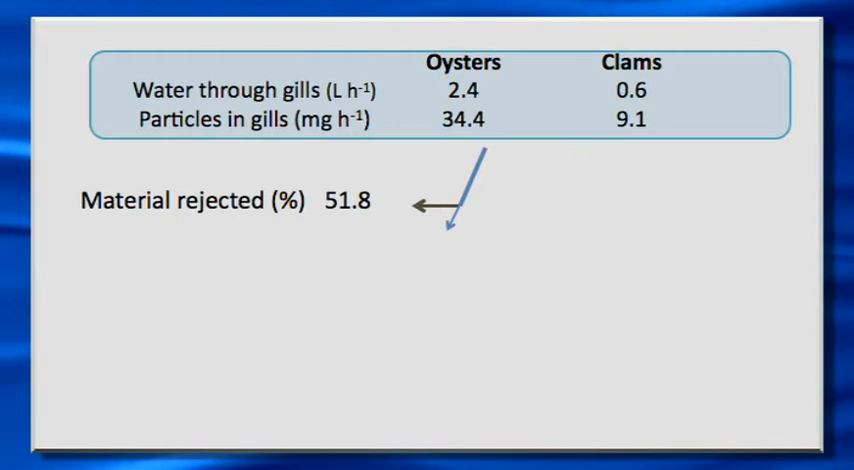 Oysters Clams
Water through gills (L h-1) 2.4 0.6
Particles in gills (mg h-1) 34.4 9.1
Material rejected (%) 51.8